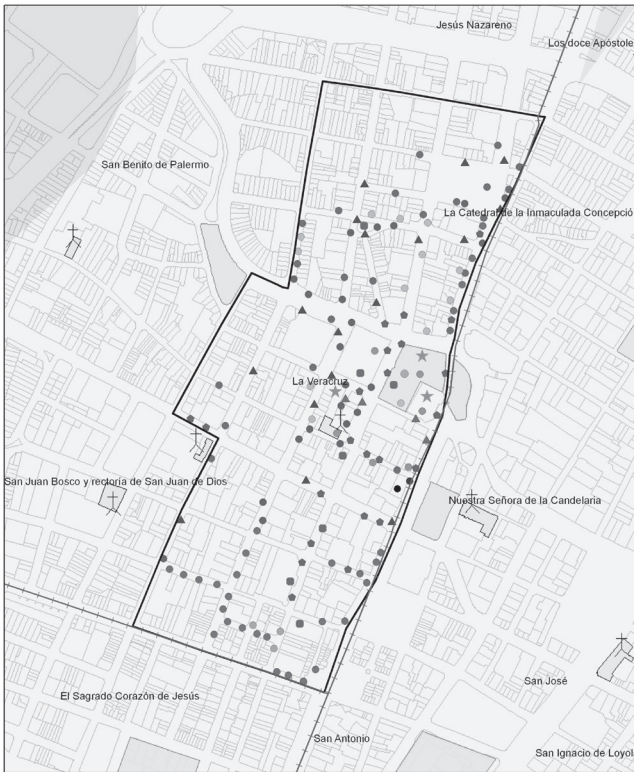 Jesús Nazareno
Los doce Apóstole
San Benito de Palermo
La Catedral de la Inmaculada Concepció
La Veracruz
San Juan Bosco y rectoría de San Juan de Dios
Nuestra Señora de la Candelaria
San José
El Sagrado Corazón de Jesús
San Antonio
San Ignacio de Loyol